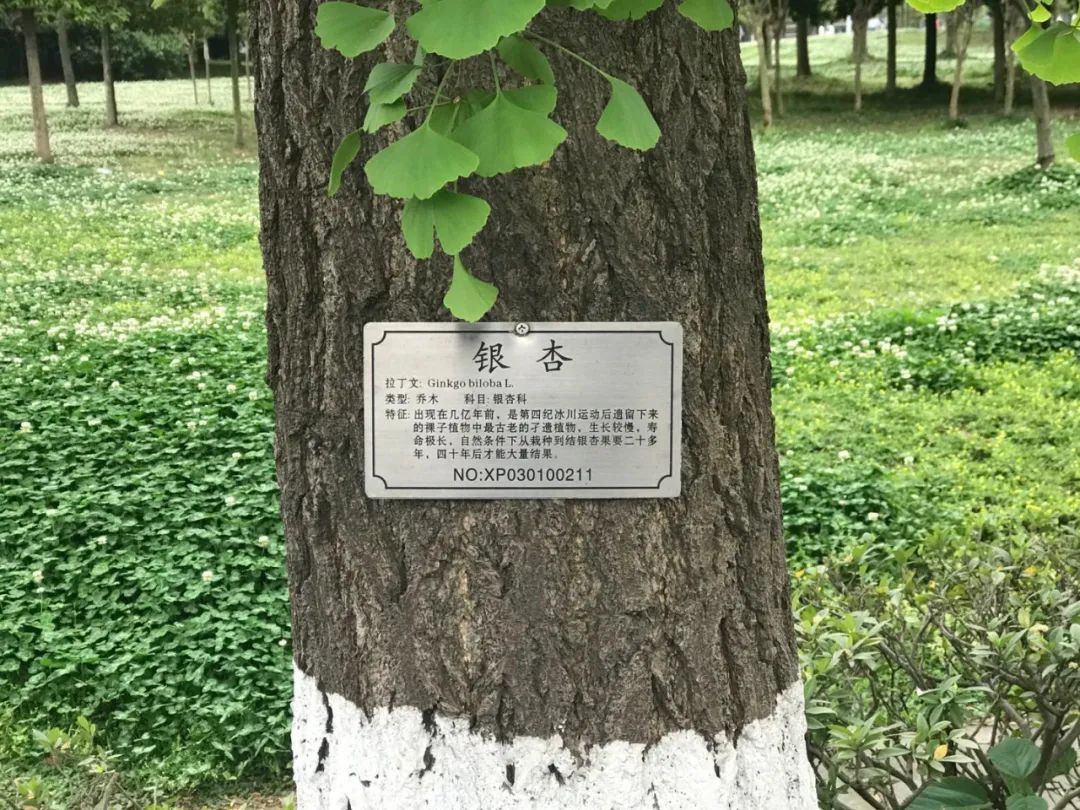 银杏
拉丁文: Ginkgo biloba L.
类型: 乔木 科目: 银杏科
特征: 出现在几亿年前，是第四纪冰川运动后遗留下来
的裸子植物中最古老的孑遗植物，生长较慢，寿
命极长，自然条件下从栽种到结银杏果要二十多
年，四十年后才能大量结果。
NO:XP030100211